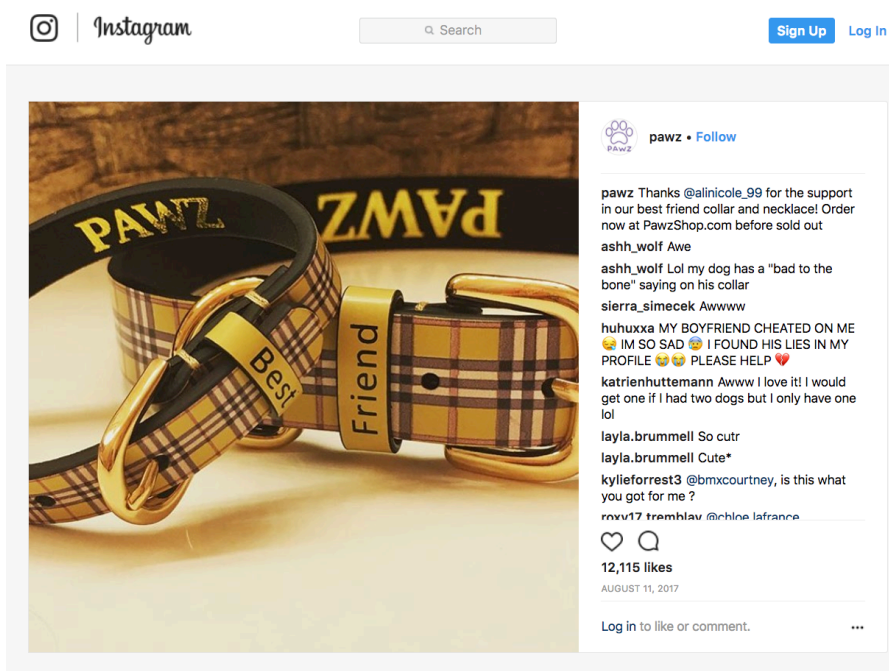 Instagram
Search
Sign Up
Log In
PAWZ
PAWZ
Best
Friend
PAWZ
pawz • Follow
pawz Thanks @alinicole_99 for the support
in our best friend collar and necklace! Order
now at PawzShop.com before sold out
ashh_wolf Awe
ashh_wolf Lol my dog has a "bad to the
bone" saying on his collar
sierra_simecek Awwww
huhuxxa MY BOYFRIEND CHEATED ON ME
😪 IM SO SAD 😰 I FOUND HIS LIES IN MY
PROFILE 😭😭 PLEASE HELP 💔
katrienhuttemann Awww I love it! I would
get one if I had two dogs but I only have one
lol
layla.brummell So cutr
layla.brummell Cute*
kylieforrest3 @bmxcourtney, is this what
you got for me ?
roxy17.tremblay @chloe.lafrance
12,115 likes
AUGUST 11, 2017
Log in to like or comment.